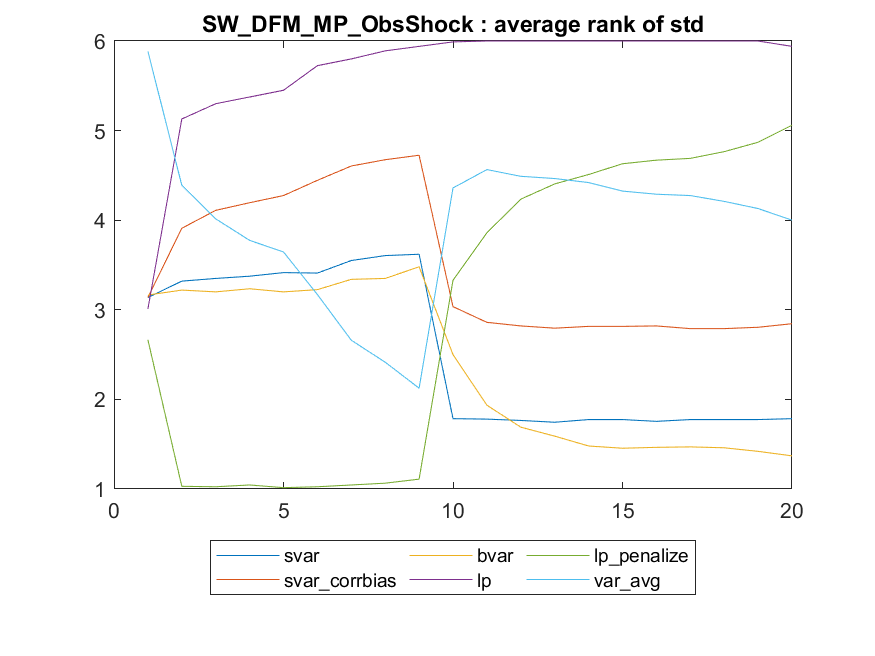 SW_DFM_MP_ObsShock : average rank of std
6
5
4
3
2
1
0 5 10 15 20
svar bvar lp_penalize
svar_corrbias lp var_avg